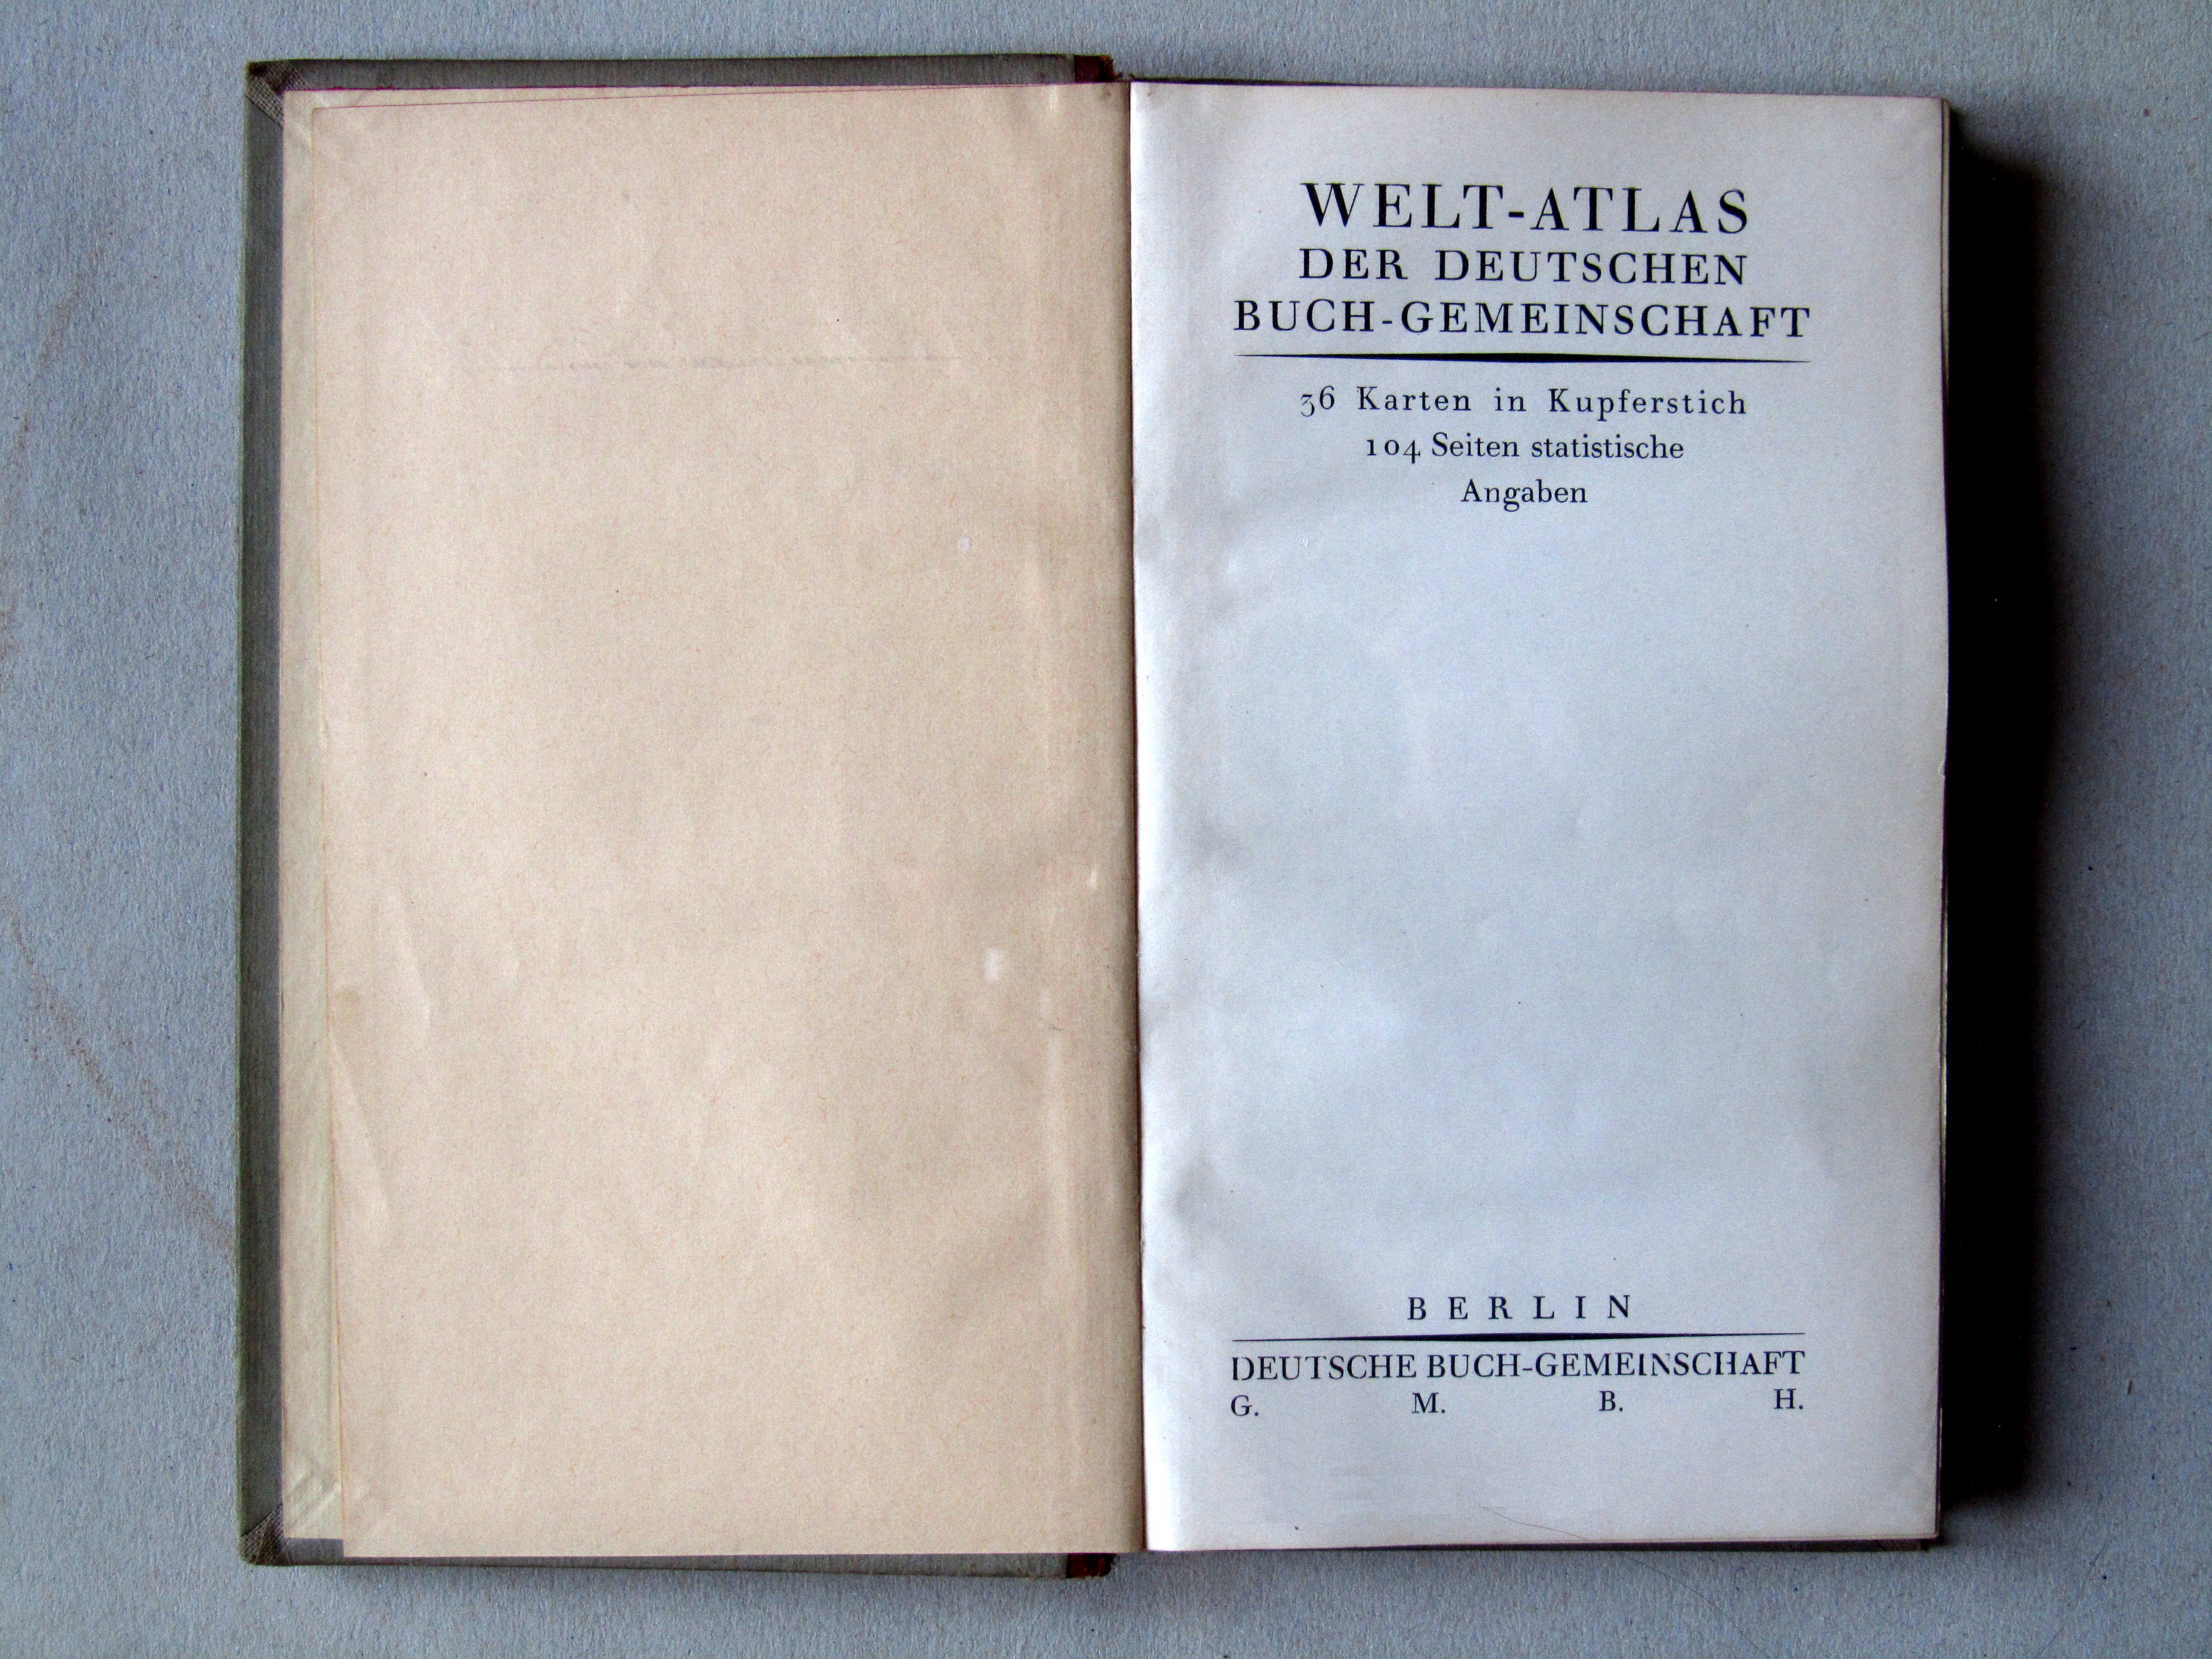 WELT-ATLAS
DER DEUTSCHEN
BUCH-GEMEINSCHAFT
36 Karten in Kupferstich
104 Seiten statistische
Angaben
BERLIN
DEUTSCHE BUCH-GEMEINSCHAFT
G. M. B. H.